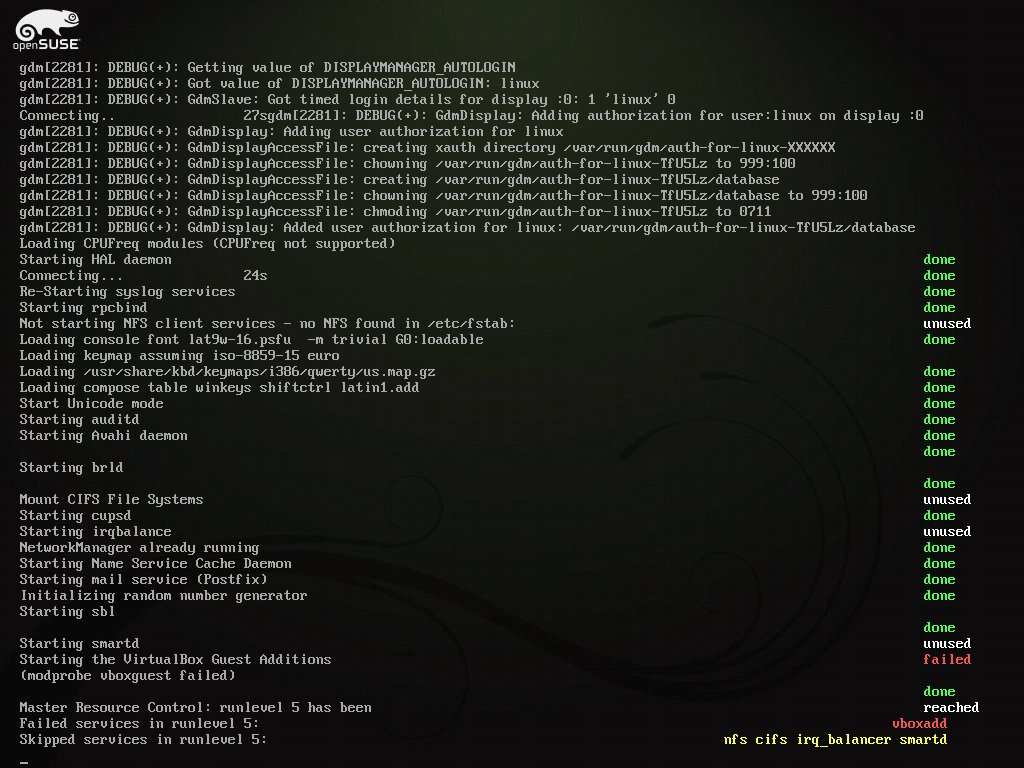 openSUSE
gdm[2281]: DEBUG(+): Getting value of DISPLAYMANAGER_AUTOLOGIN
gdm[2281]: DEBUG(+): Got value of DISPLAYMANAGER_AUTOLOGIN: linux
gdm[2281]: DEBUG(+): GdmSlave: Got timed login details for display :0: 1 'linux' 0
Connecting.. 27sgdm[2281]: DEBUG(+): GdmDisplay: Adding authorization for user:linux on display :0
gdm[2281]: DEBUG(+): GdmDisplay: Adding user authorization for linux
gdm[2281]: DEBUG(+): GdmDisplayAccessFile: creating xauth directory /var/run/gdm/auth-for-linux-XXXXXX
gdm[2281]: DEBUG(+): GdmDisplayAccessFile: chowning /var/run/gdm/auth-for-linux-TfU5Lz to 999:100
gdm[2281]: DEBUG(+): GdmDisplayAccessFile: creating /var/run/gdm/auth-for-linux-TfU5Lz/database
gdm[2281]: DEBUG(+): GdmDisplayAccessFile: chowning /var/run/gdm/auth-for-linux-TfU5Lz/database to 999:100
gdm[2281]: DEBUG(+): GdmDisplayAccessFile: chmoding /var/run/gdm/auth-for-linux-TfU5Lz to 0711
gdm[2281]: DEBUG(+): GdmDisplay: Added user authorization for linux: /var/run/gdm/auth-for-linux-TfU5Lz/database
Loading CPUFreq modules (CPUFreq not supported)
Starting HAL daemon done
Connecting... 24s done
Re-Starting syslog services done
Starting rpcbind done
Not starting NFS client services - no NFS found in /etc/fstab: unused
Loading console font lat9w-16.psfu  -m trivial G0:loadable done
Loading keymap assuming iso-8859-15 euro
Loading /usr/share/kbd/keymaps/i386/qwerty/us.map.gz done
Loading compose table winkeys shiftctrl latin1.add done
Start Unicode mode done
Starting auditd done
Starting Avahi daemon done
done
Starting brld
done
Mount CIFS File Systems unused
Starting cupsd done
Starting irqbalance unused
NetworkManager already running done
Starting Name Service Cache Daemon done
Starting mail service (Postfix) done
Initializing random number generator done
Starting sbl
done
Starting smartd unused
Starting the VirtualBox Guest Additions failed
(modprobe vboxguest failed)
done
Master Resource Control: runlevel 5 has been reached
Failed services in runlevel 5: vboxadd
Skipped services in runlevel 5: nfs cifs irq_balancer smartd
_